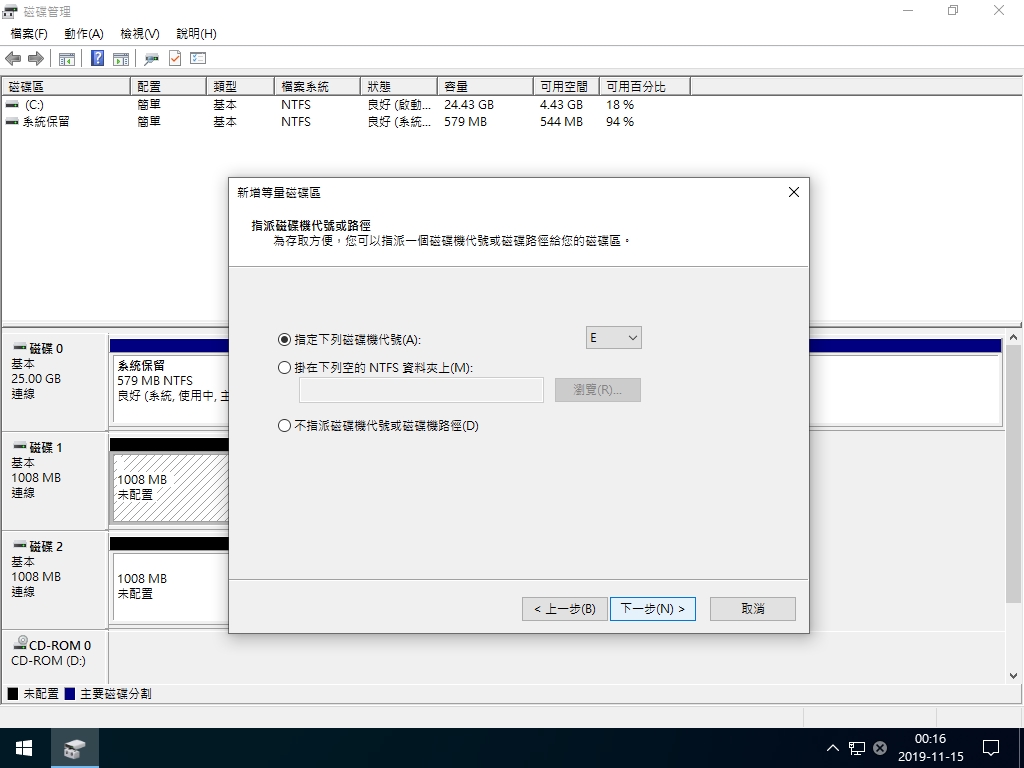 磁碟管理
檔案(F) 動作(A) 檢視(V) 說明(H)
磁碟區 配置 類型 檔案系統 狀態 容量 可用空間 可用百分比
(C:) 簡單 基本 NTFS 良好 (啟動... 24.43 GB 4.43 GB 18 %
系統保留 簡單 基本 NTFS 良好 (系統... 579 MB 544 MB 94 %
新增等量磁碟區
指派磁碟機代號或路徑
為存取方便，您可以指派一個磁碟機代號或磁碟路徑給您的磁碟區。
指定下列磁碟機代號(A): E
掛在下列空的 NTFS 資料夾上(M):
瀏覽(R)...
不指派磁碟機代號或磁碟機路徑(D)
< 上一步(B) 下一步(N) > 取消
磁碟 0
基本
25.00 GB
連線
系統保留
579 MB NTFS
良好 (系統, 使用中, 主
磁碟 1
基本
1008 MB
連線
1008 MB
未配置
磁碟 2
基本
1008 MB
連線
1008 MB
未配置
CD-ROM 0
CD-ROM (D:)
未配置 主要磁碟分割
00:16
2019-11-15